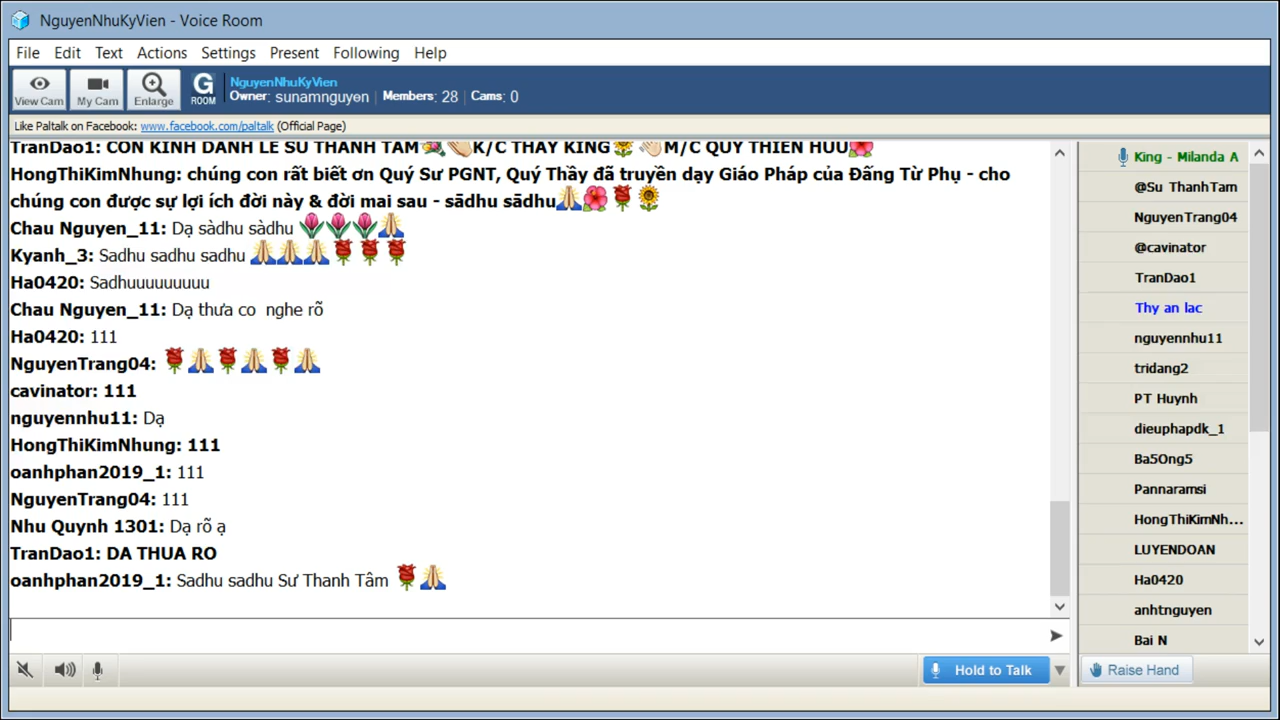 NguyenNhuKyVien - Voice Room
File Edit Text Actions Settings Present Following Help
View Cam My Cam Enlarge G ROOM
NguyenNhuKyVien
Owner: sunamnguyen Members: 28 Cams: 0
Like Paltalk on Facebook: www.facebook.com/paltalk (Official Page)
TranDao1: CON KINH DANH LE SU THANH TAM K/C THAY KING M/C QUY THIEN HUU
HongThiKimNhung: chúng con rất biết ơn Quý Sư PGNT, Quý Thầy đã truyền dạy Giáo Pháp của Đấng Từ Phụ - cho
chúng con được sự lợi ích đời này & đời mai sau - sādhu sādhu
Chau Nguyen_11: Dạ sàdhu sàdhu
Kyanh_3: Sadhu sadhu sadhu
Ha0420: Sadhuuuuuuuuu
Chau Nguyen_11: Dạ thưa co nghe rõ
Ha0420: 111
NguyenTrang04:
cavinator: 111
nguyennhu11: Dạ
HongThiKimNhung: 111
oanhphan2019_1: 111
NguyenTrang04: 111
Nhu Quynh 1301: Dạ rõ ạ
TranDao1: DA THUA RO
oanhphan2019_1: Sadhu sadhu Sư Thanh Tâm
King - Milanda A
@Su ThanhTam
NguyenTrang04
@cavinator
TranDao1
Thy an lac
nguyennhu11
tridang2
PT Huynh
dieuphapdk_1
Ba5Ong5
Pannaramsi
HongThiKimNh...
LUYENDOAN
Ha0420
anhtnguyen
Bai N
Hold to Talk
Raise Hand